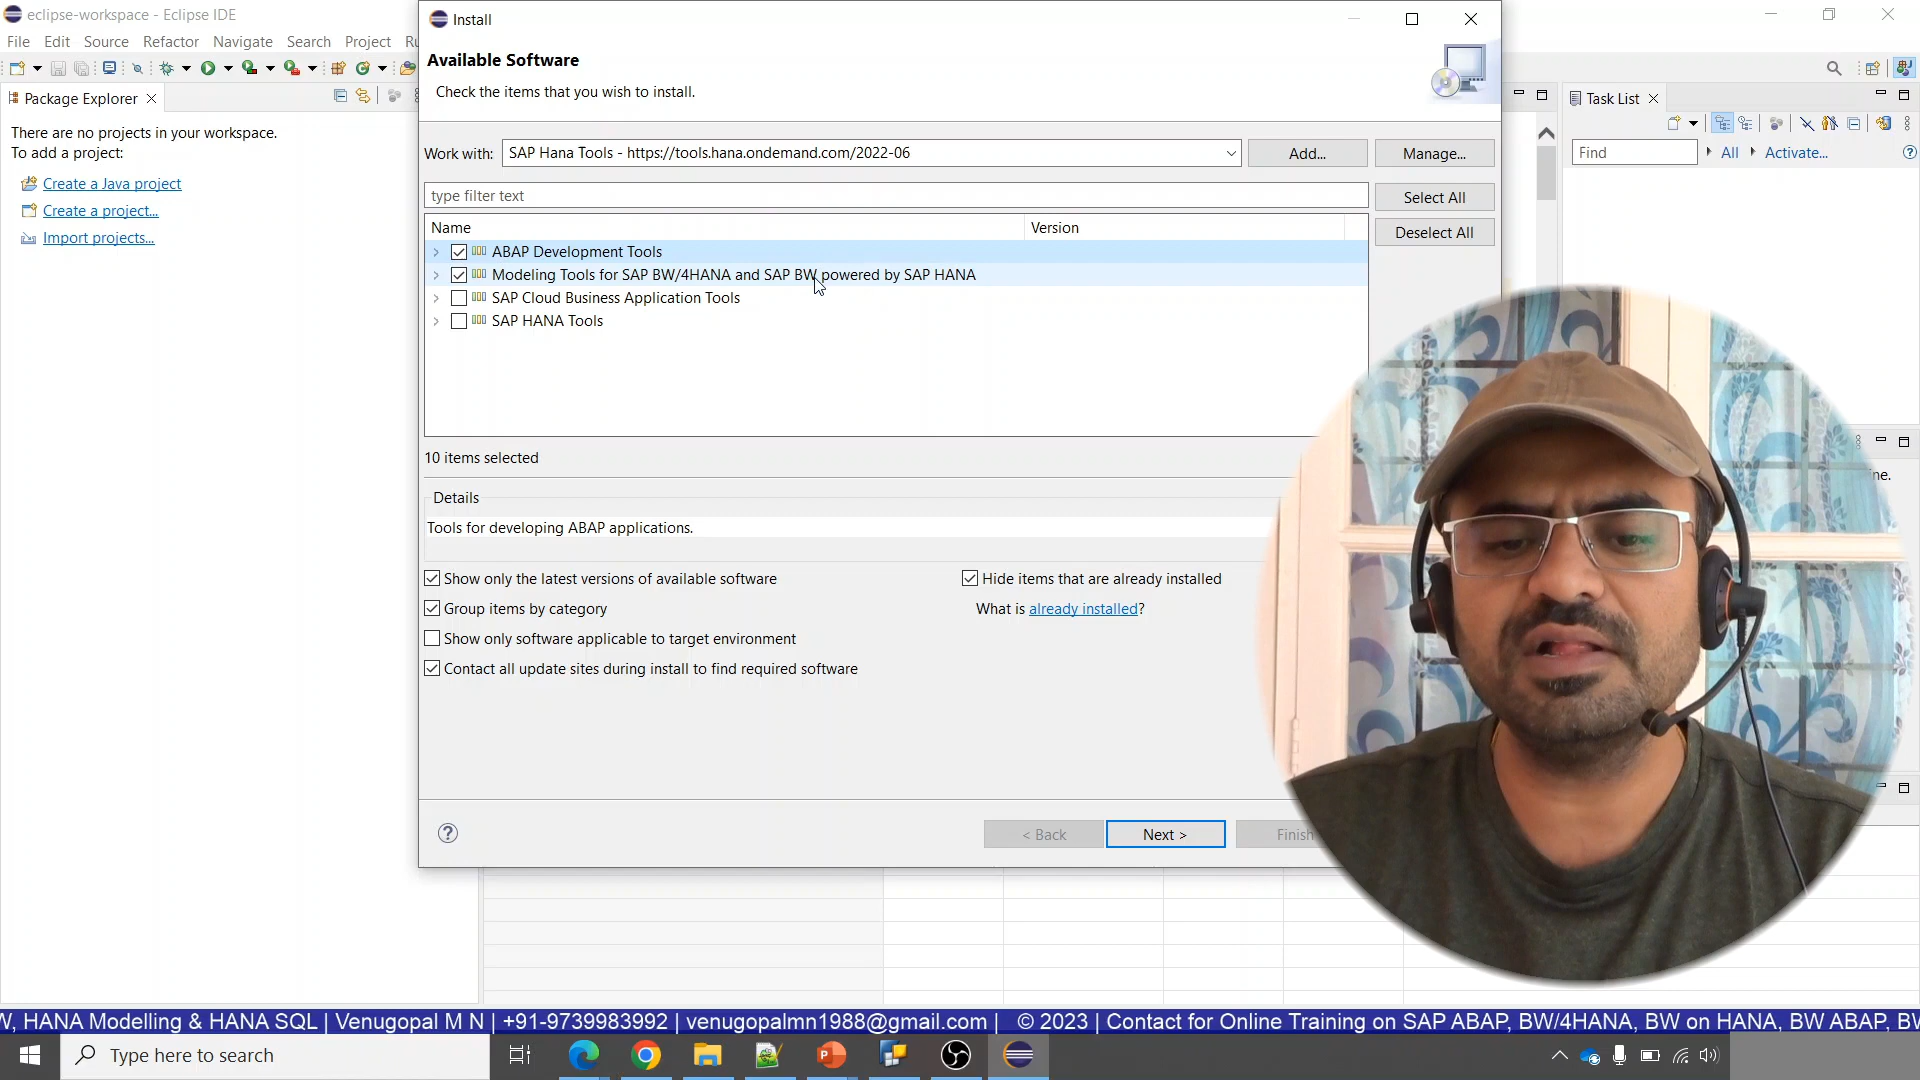 eclipse-workspace - Eclipse IDE
File Edit Source Refactor Navigate Search Project
Package Explorer
There are no projects in your workspace.
To add a project:
Create a Java project
Create a project...
Import projects...
Install
Available Software
Check the items that you wish to install.
Work with: SAP Hana Tools - https://tools.hana.ondemand.com/2022-06 Add... Manage...
type filter text
Select All
Deselect All
Name Version
ABAP Development Tools
Modeling Tools for SAP BW/4HANA and SAP BW powered by SAP HANA
SAP Cloud Business Application Tools
SAP HANA Tools
10 items selected
Details
Tools for developing ABAP applications.
Show only the latest versions of available software
Hide items that are already installed
Group items by category
What is already installed?
Show only software applicable to target environment
Contact all update sites during install to find required software
< Back Next > Finish
Task List
Find All Activate...
ne.
W, HANA Modelling & HANA SQL | Venugopal M N | +91-9739983992 | venugopalmn1988@gmail.com | © 2023 | Contact for Online Training on SAP ABAP, BW/4HANA, BW on HANA, BW ABAP, BW
Type here to search